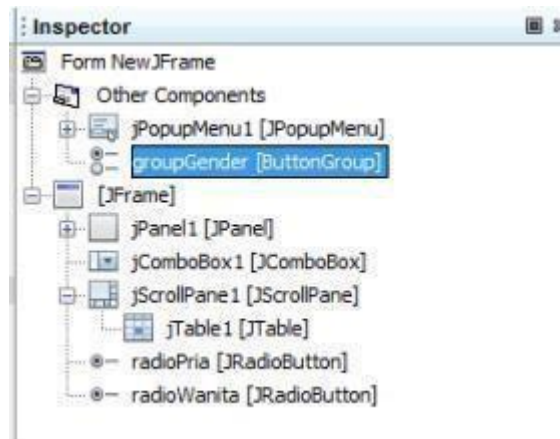 Inspector
Form NewJFrame
Other Components
jPopupMenu1 [JPopupMenu]
groupGender [ButtonGroup]
[JFrame]
jPanel1 [JPanel]
jComboBox1 [JComboBox]
jScrollPane1 [JScrollPane]
jTable1 [JTable]
radioPria [JRadioButton]
radioWanita [JRadioButton]